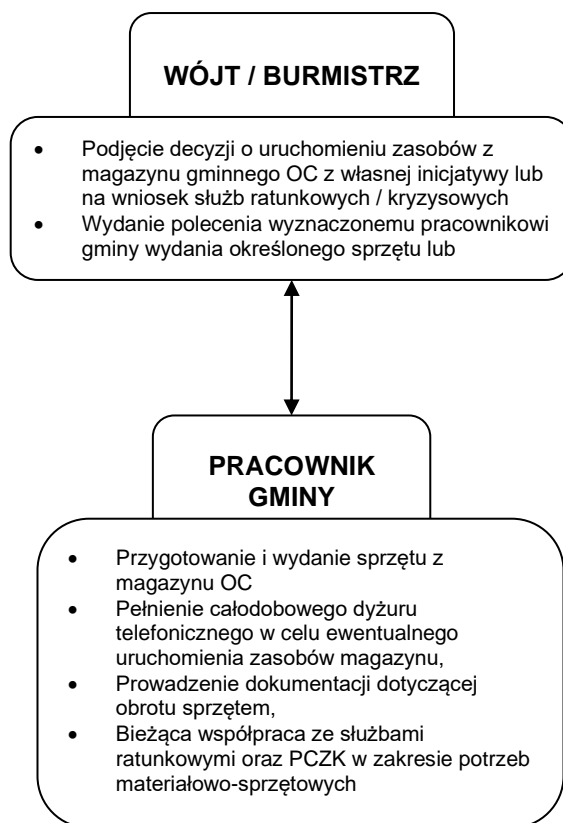 WÓJT / BURMISTRZ
• Podjęcie decyzji o uruchomieniu zasobów z
magazynu gminnego OC z własnej inicjatywy lub
na wniosek służb ratunkowych / kryzysowych
• Wydanie polecenia wyznaczonemu pracownikowi
gminy wydania określonego sprzętu lub
PRACOWNIK
GMINY
• Przygotowanie i wydanie sprzętu z
magazynu OC
• Pełnienie całodobowego dyżuru
telefonicznego w celu ewentualnego
uruchomienia zasobów magazynu,
• Prowadzenie dokumentacji dotyczącej
obrotu sprzętem,
• Bieżąca współpraca ze służbami
ratunkowymi oraz PCZK w zakresie potrzeb
materiałowo-sprzętowych